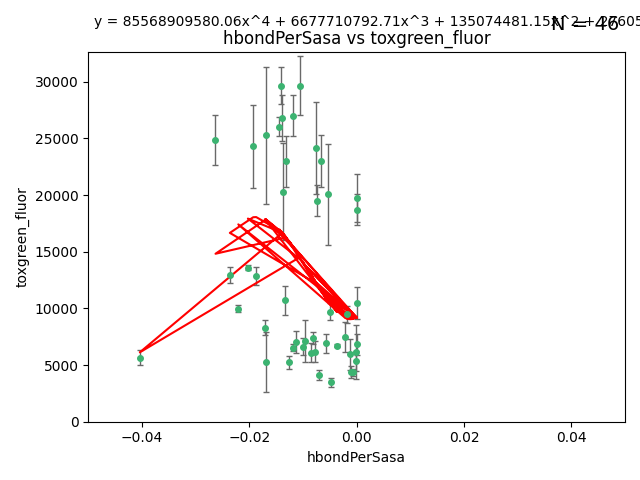 y = 85568909580.06x^4 + 6677710792.71x^3 + 135074481.15x^2 +
N = 46
hbondPerSasa vs toxgreen_fluor
30000
25000
20000
15000
10000
5000
0
toxgreen_fluor
−0.04 −0.02 0.00 0.02 0.04
hbondPerSasa